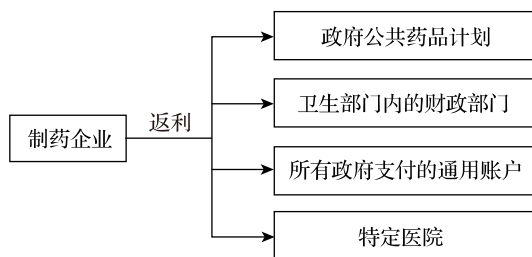 政府公共药品计划
卫生部门内的财政部门
制药企业
返利
所有政府支付的通用账户
特定医院